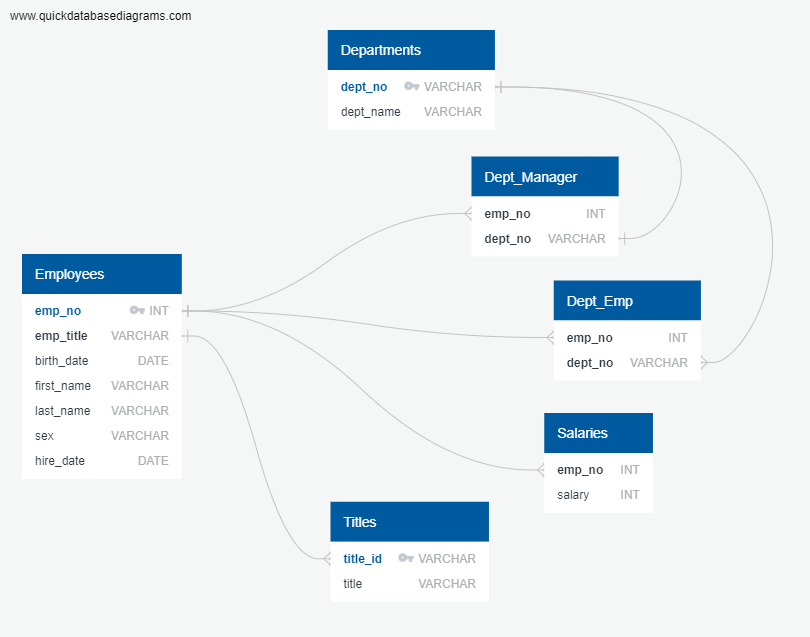 www.quickdatabasediagrams.com
Departments
dept_no VARCHAR
dept_name VARCHAR
Dept_Manager
emp_no INT
dept_no VARCHAR
Employees
emp_no INT
emp_title VARCHAR
birth_date DATE
first_name VARCHAR
last_name VARCHAR
sex VARCHAR
hire_date DATE
Dept_Emp
emp_no INT
dept_no VARCHAR
Salaries
emp_no INT
salary INT
Titles
title_id VARCHAR
title VARCHAR